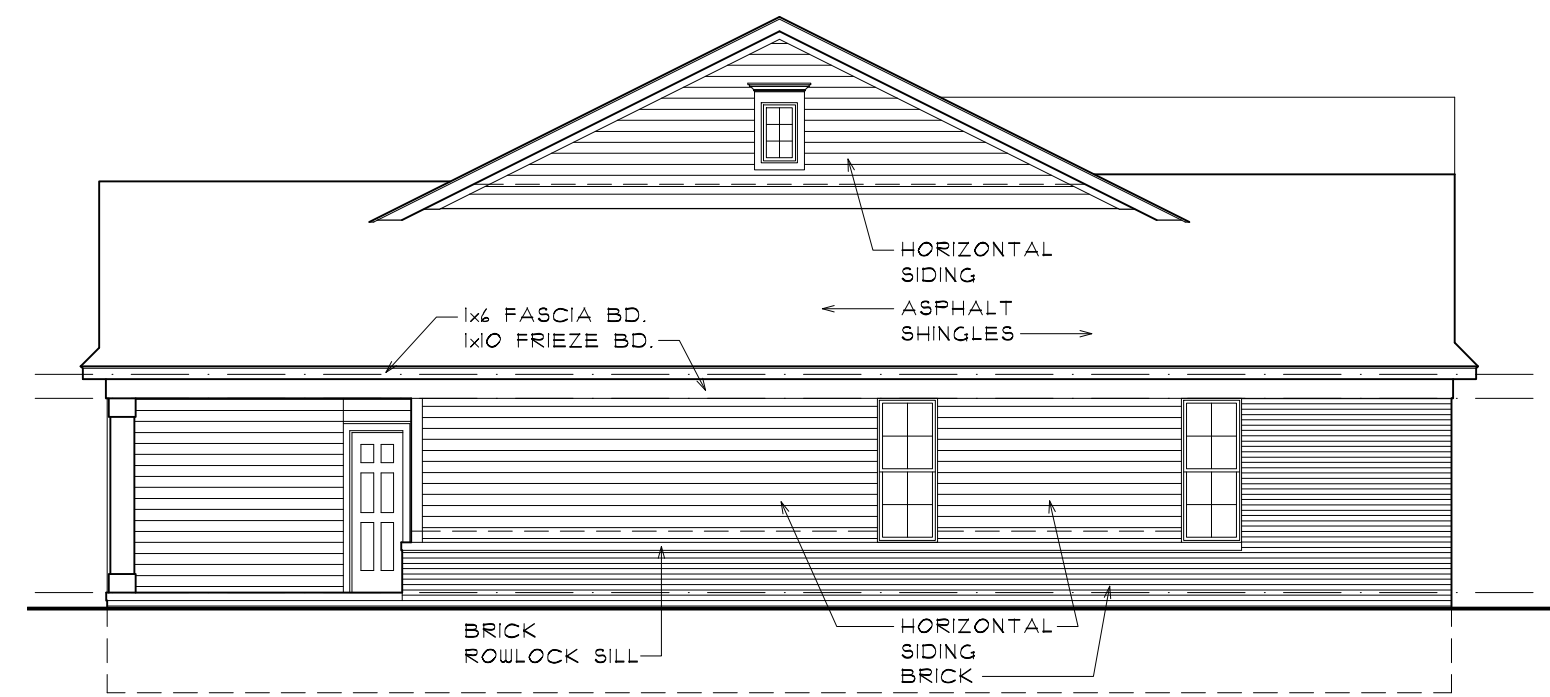 HORIZONTAL
SIDING
ASPHALT
SHINGLES
1x6 FASCIA BD.
1x10 FRIEZE BD.
BRICK
ROWLOCK SILL
HORIZONTAL
SIDING
BRICK